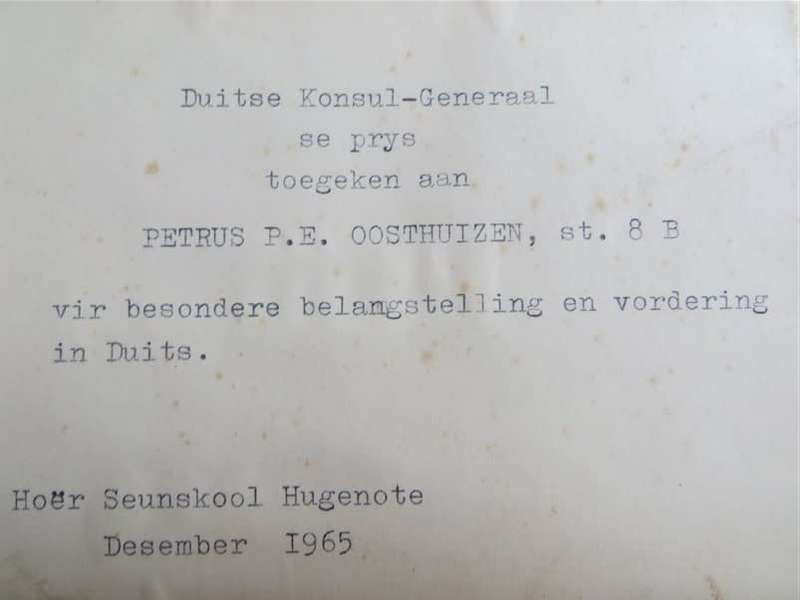 Duitse Konsul-Generaal
se prys
toegeken aan
PETRUS P.E. OOSTHUIZEN, st. 8 B
vir besondere belangstelling en vordering
in Duits.
Hoër Seunskool Hugenote
Desember 1965